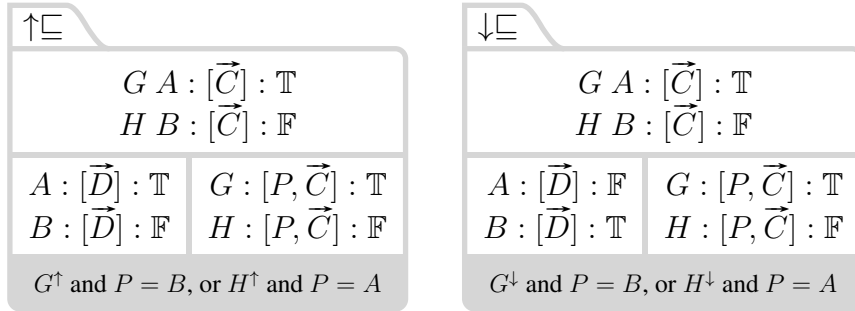 ↑⊑
G A : [C⃗] : 𝕋
H B : [C⃗] : 𝔽
A : [D⃗] : 𝕋
B : [D⃗] : 𝔽
G : [P, C⃗] : 𝕋
H : [P, C⃗] : 𝔽
G↑ and P = B, or H↑ and P = A
↓⊑
G A : [C⃗] : 𝕋
H B : [C⃗] : 𝔽
A : [D⃗] : 𝔽
B : [D⃗] : 𝕋
G : [P, C⃗] : 𝕋
H : [P, C⃗] : 𝔽
G↓ and P = B, or H↓ and P = A